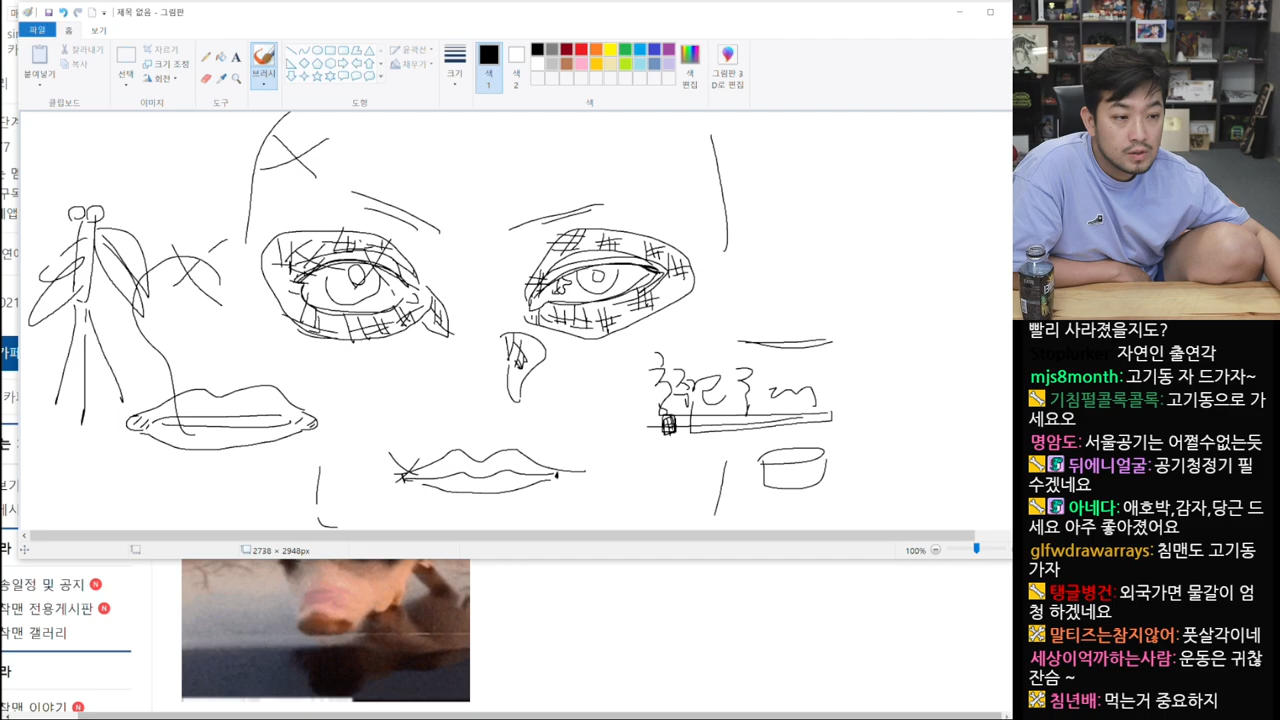 제목 없음 - 그림판
파일 홈 보기
붙여넣기
잘라내기
복사
클립보드
선택
자르기
크기 조정
회전
이미지
A
도구
브러시
윤곽선
채우기
도형
크기
색 1
색 2
색
색 편집
그림판 3D로 편집
2738 × 2948px
100%
송일정 및 공지 N
작맨 전용게시판 N
작맨 갤러리
작맨 이야기 N
빨리 사라졌을지도?
Stoplurker: 자연인 출연각
mjs8month: 고기동 자 드가자~
기침펄콜록콜록: 고기동으로 가
세요오
명암도: 서울공기는 어쩔수없는듯
뒤에니얼굴: 공기청정기 필
수겠네요
아네다: 애호박,감자,당근 드
세요 아주 좋아졌어요
glfwdrawarrays: 침맨도 고기동
가자
탱글병건: 외국가면 물갈이 엄
청 하겠네요
말티즈는참지않어: 풋살각이네
세상이억까하는사람: 운동은 귀찮
잔슴 ~
침년배: 먹는거 중요하지